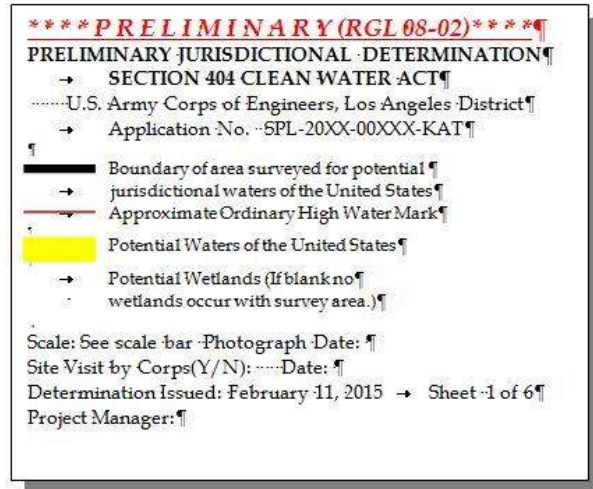 ****PRELIMINARY (RGL 08-02)****¶
PRELIMINARY JURISDICTIONAL DETERMINATION¶
→ SECTION 404 CLEAN WATER ACT¶
·······U.S. Army Corps of Engineers, Los Angeles District¶
→ Application No. ··SPL-20XX-00XXX-KAT¶
¶
Boundary of area surveyed for potential ¶
→ jurisdictional waters of the United States¶
→ Approximate Ordinary High Water Mark¶
Potential Waters of the United States¶
→ Potential Wetlands (If blank no¶
wetlands occur with survey area.)¶
Scale: See scale bar ·Photograph Date: ¶
Site Visit by Corps(Y/N): ·····Date: ¶
Determination Issued: February 11, 2015 → Sheet ··1 of 6¶
Project Manager:¶